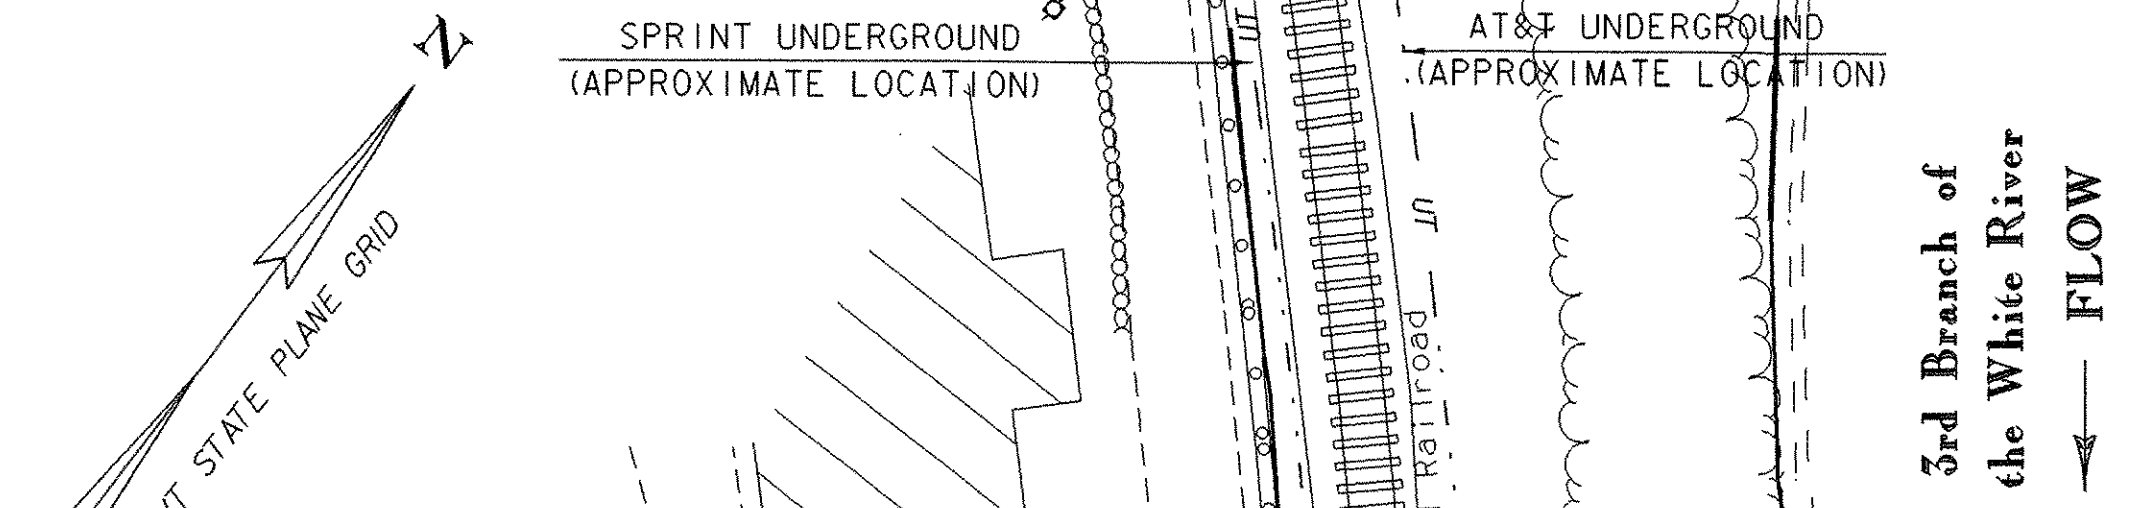 N
SPRINT UNDERGROUND
(APPROXIMATE LOCATION)
AT&T UNDERGROUND
(APPROXIMATE LOCATION)
UT
UT
STATE PLANE GRID
Railroad
3rd Branch of
the White River
FLOW